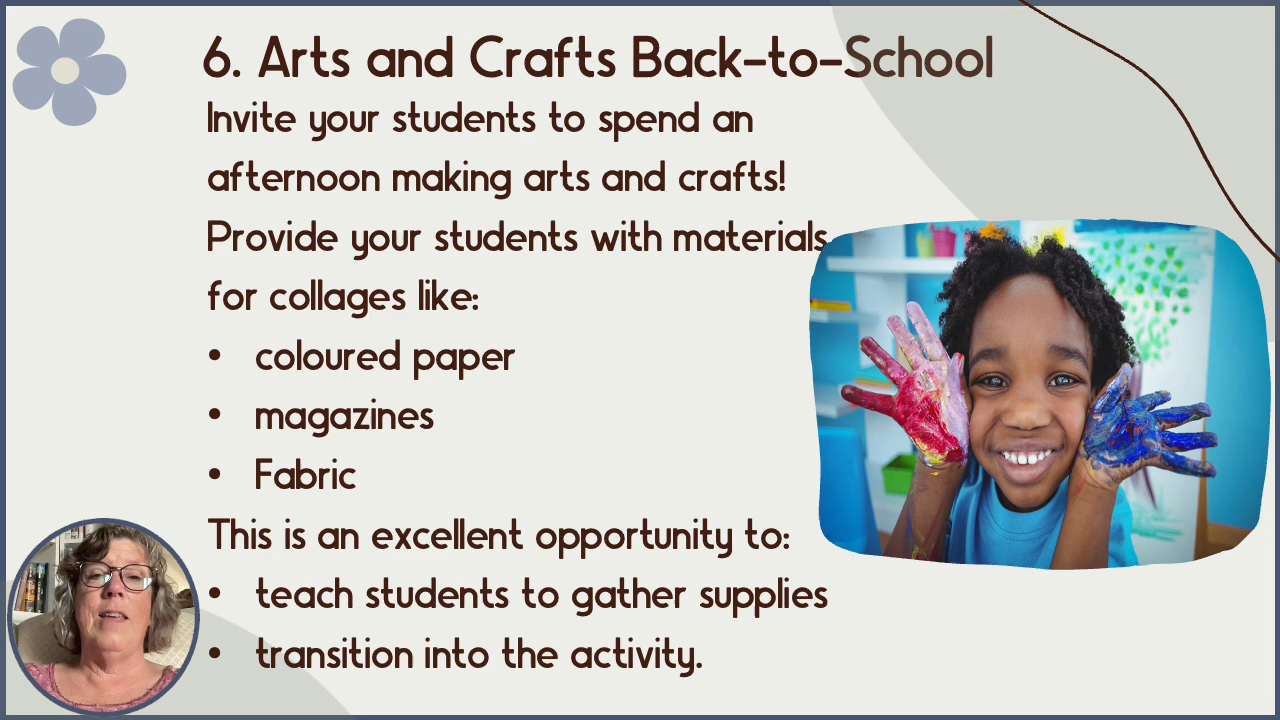 6. Arts and Crafts Back-to-School
Invite your students to spend an
afternoon making arts and crafts!
Provide your students with materials
for collages like:
• coloured paper
• magazines
• Fabric
This is an excellent opportunity to:
• teach students to gather supplies
• transition into the activity.